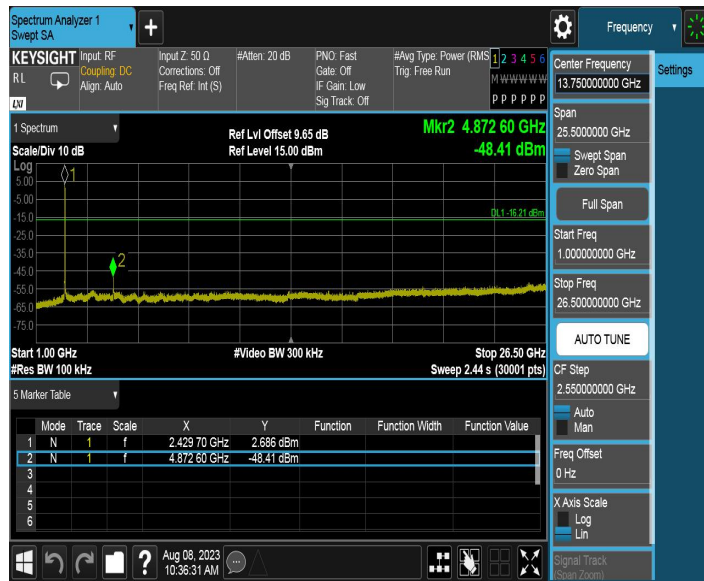 Spectrum Analyzer 1
Swept SA
+
Frequency
KEYSIGHT
RL
LXI
Input: RF
Coupling: DC
Align: Auto
Input Z: 50 Ω
Corrections: Off
Freq Ref: Int (S)
#Atten: 20 dB
PNO: Fast
Gate: Off
IF Gain: Low
Sig Track: Off
#Avg Type: Power (RMS
Trig: Free Run
1 2 3 4 5 6
M W W W W W
P P P P P P
1 Spectrum
Scale/Div 10 dB
Ref Lvl Offset 9.65 dB
Ref Level 15.00 dBm
Mkr2 4.872 60 GHz
-48.41 dBm
Log
5.00
-5.00
-15.0
-25.0
-35.0
-45.0
-55.0
-65.0
-75.0
1
2
DL1 -16.21 dBm
Start 1.00 GHz
#Res BW 100 kHz
#Video BW 300 kHz
Stop 26.50 GHz
Sweep 2.44 s (30001 pts)
5 Marker Table
Mode Trace Scale X Y Function Function Width Function Value
1 N 1 f 2.429 70 GHz 2.686 dBm
2 N 1 f 4.872 60 GHz -48.41 dBm
3
4
5
6
?
Aug 08, 2023
10:36:31 AM
Settings
Center Frequency
13.750000000 GHz
Span
25.5000000 GHz
Swept Span
Zero Span
Full Span
Start Freq
1.000000000 GHz
Stop Freq
26.500000000 GHz
AUTO TUNE
CF Step
2.550000000 GHz
Auto
Man
Freq Offset
0 Hz
X Axis Scale
Log
Lin
Signal Track
(Span Zoom)